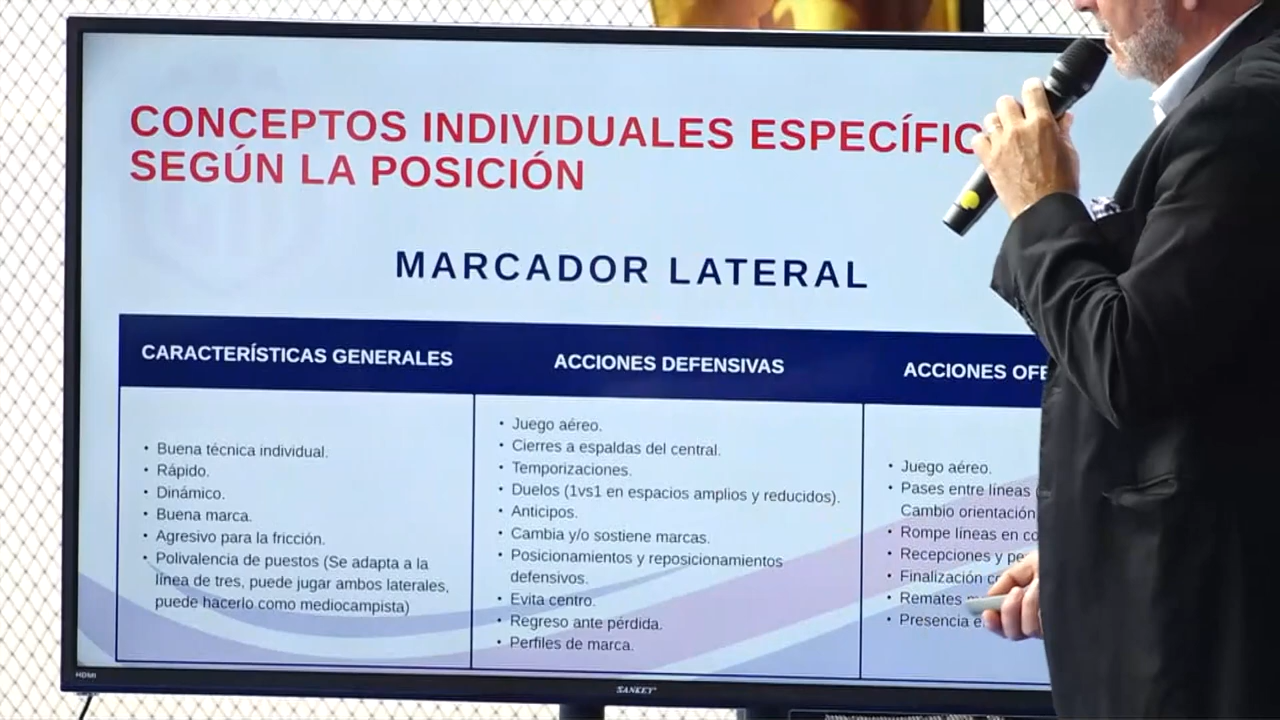 CONCEPTOS INDIVIDUALES ESPECÍFIC
SEGÚN LA POSICIÓN
MARCADOR LATERAL
CARACTERÍSTICAS GENERALES
• Buena técnica individual.
• Rápido.
• Dinámico.
• Buena marca.
• Agresivo para la fricción.
• Polivalencia de puestos (Se adapta a la
línea de tres, puede jugar ambos laterales,
puede hacerlo como mediocampista)
ACCIONES DEFENSIVAS
• Juego aéreo.
• Cierres a espaldas del central.
• Temporizaciones.
• Duelos (1vs1 en espacios amplios y reducidos).
• Anticipos.
• Cambia y/o sostiene marcas.
• Posicionamientos y reposicionamientos
defensivos.
• Evita centro.
• Regreso ante pérdida.
• Perfiles de marca.
ACCIONES OFE
• Juego aéreo.
• Pases entre líneas
Cambio orientación
• Rompe líneas en co
• Recepciones y pe
• Finalización
• Remates
• Presencia e
HDMI
SANKEY